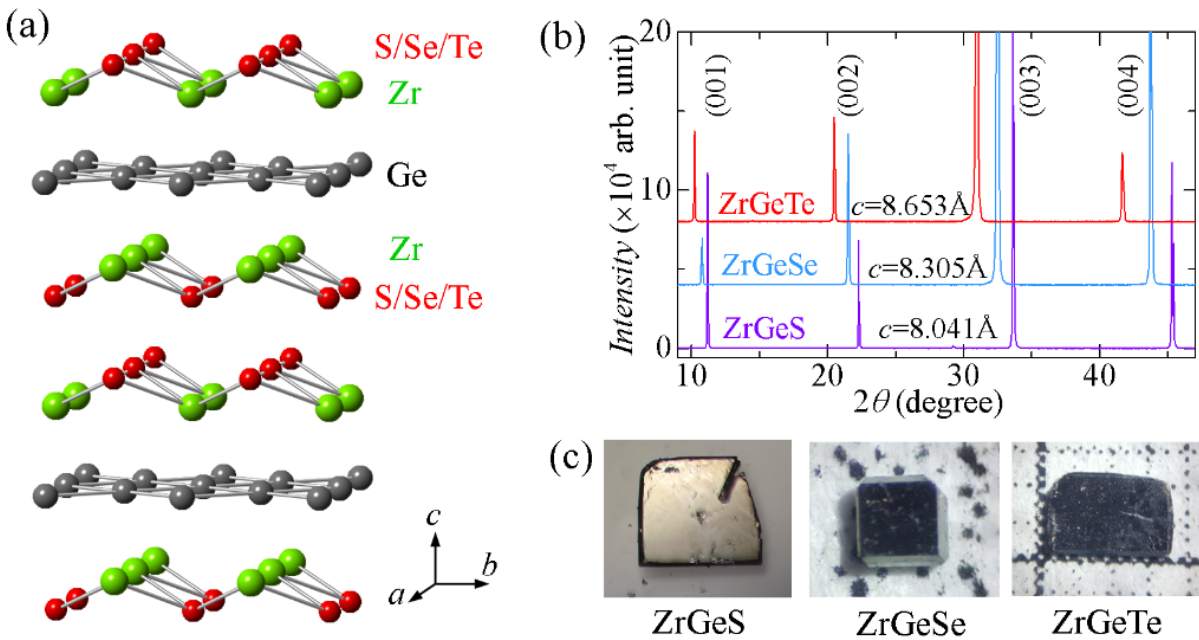 (a)
S/Se/Te
Zr
Ge
Zr
S/Se/Te
c
b
a
(b)
20
10
0
Intensity (×10⁴ arb. unit)
(001)
(002)
(003)
(004)
ZrGeTe
c=8.653Å
ZrGeSe
c=8.305Å
ZrGeS
c=8.041Å
10 20 30 40
2θ (degree)
(c)
ZrGeS
ZrGeSe
ZrGeTe